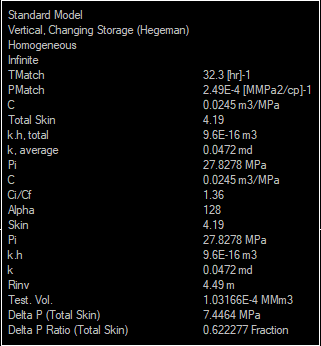 Standard Model
Vertical, Changing Storage (Hegeman)
Homogeneous
Infinite
TMatch 32.3 [hr]-1
PMatch 2.49E-4 [MMPa2/cp]-1
C 0.0245 m3/MPa
Total Skin 4.19
k.h, total 9.6E-16 m3
k, average 0.0472 md
Pi 27.8278 MPa
C 0.0245 m3/MPa
Ci/Cf 1.36
Alpha 128
Skin 4.19
Pi 27.8278 MPa
k.h 9.6E-16 m3
k 0.0472 md
Rinv 4.49 m
Test. Vol. 1.03166E-4 MMm3
Delta P (Total Skin) 7.4464 MPa
Delta P Ratio (Total Skin) 0.622277 Fraction